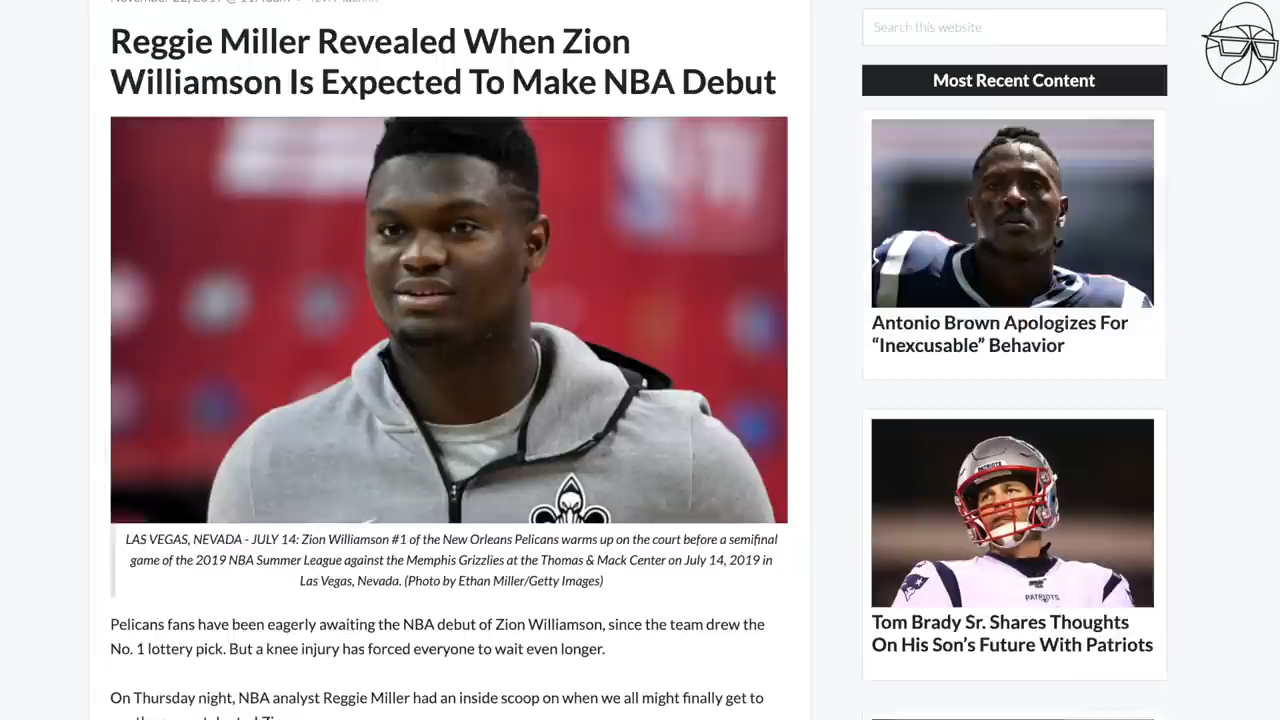 Reggie Miller Revealed When Zion
Williamson Is Expected To Make NBA Debut
LAS VEGAS, NEVADA - JULY 14: Zion Williamson #1 of the New Orleans Pelicans warms up on the court before a semifinal
game of the 2019 NBA Summer League against the Memphis Grizzlies at the Thomas & Mack Center on July 14, 2019 in
Las Vegas, Nevada. (Photo by Ethan Miller/Getty Images)
Pelicans fans have been eagerly awaiting the NBA debut of Zion Williamson, since the team drew the
No. 1 lottery pick. But a knee injury has forced everyone to wait even longer.
On Thursday night, NBA analyst Reggie Miller had an inside scoop on when we all might finally get to
Search this website
Most Recent Content
Antonio Brown Apologizes For
“Inexcusable” Behavior
PATRIOTS
PATRIOTS
Tom Brady Sr. Shares Thoughts
On His Son’s Future With Patriots